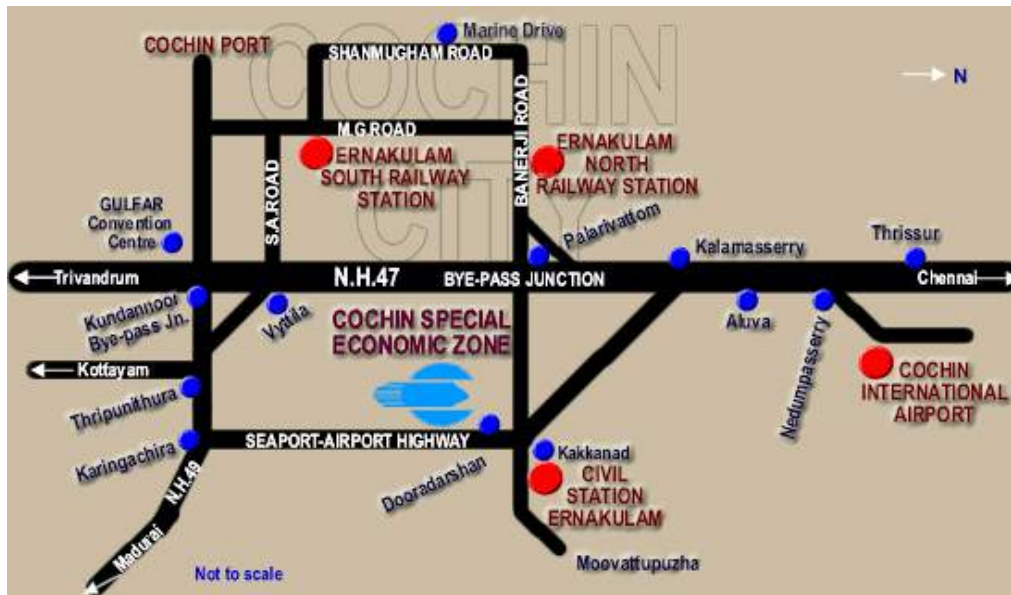 Marine Drive
COCHIN PORT
SHANMUGHAM ROAD
COCHIN
CITY
N
M.G.ROAD
BANERJI ROAD
ERNAKULAM
SOUTH RAILWAY
STATION
ERNAKULAM
NORTH
RAILWAY STATION
S.A.ROAD
GULFAR
Convention
Centre
Palarivattom
Kalamasserry
Thrissur
Trivandrum
N.H.47
BYE-PASS JUNCTION
Chennai
Kundannoor
Bye-pass Jn.
Vyttila
COCHIN SPECIAL
ECONOMIC ZONE
Aluva
Nedumpasserry
Kottayam
COCHIN
INTERNATIONAL
AIRPORT
Thripunithura
Karingachira
SEAPORT-AIRPORT HIGHWAY
Dooradarshan
Kakkanad
CIVIL
STATION
ERNAKULAM
N.H.49
Madurai
Moovattupuzha
Not to scale